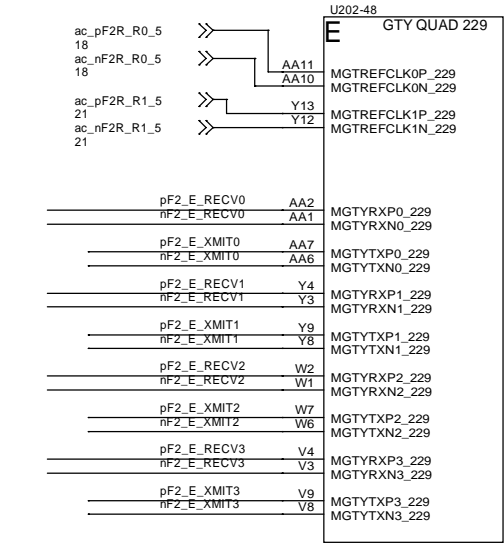 U202-48
E GTY QUAD 229
ac_pF2R_R0_5
18
ac_nF2R_R0_5
18
AA11 MGTREFCLK0P_229
AA10 MGTREFCLK0N_229
ac_pF2R_R1_5
21
ac_nF2R_R1_5
21
Y13 MGTREFCLK1P_229
Y12 MGTREFCLK1N_229
pF2_E_RECV0 AA2 MGTYRXP0_229
nF2_E_RECV0 AA1 MGTYRXN0_229
pF2_E_XMIT0 AA7 MGTYTXP0_229
nF2_E_XMIT0 AA6 MGTYTXN0_229
pF2_E_RECV1 Y4 MGTYRXP1_229
nF2_E_RECV1 Y3 MGTYRXN1_229
pF2_E_XMIT1 Y9 MGTYTXP1_229
nF2_E_XMIT1 Y8 MGTYTXN1_229
pF2_E_RECV2 W2 MGTYRXP2_229
nF2_E_RECV2 W1 MGTYRXN2_229
pF2_E_XMIT2 W7 MGTYTXP2_229
nF2_E_XMIT2 W6 MGTYTXN2_229
pF2_E_RECV3 V4 MGTYRXP3_229
nF2_E_RECV3 V3 MGTYRXN3_229
pF2_E_XMIT3 V9 MGTYTXP3_229
nF2_E_XMIT3 V8 MGTYTXN3_229